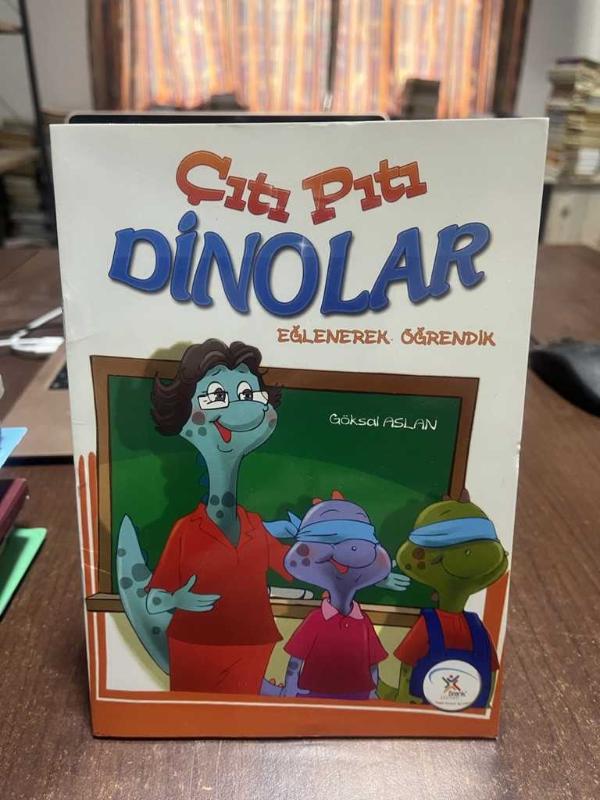 Çıtı Pıtı
DİNOLAR
EĞLENEREK ÖĞRENDİK
Göksal ASLAN